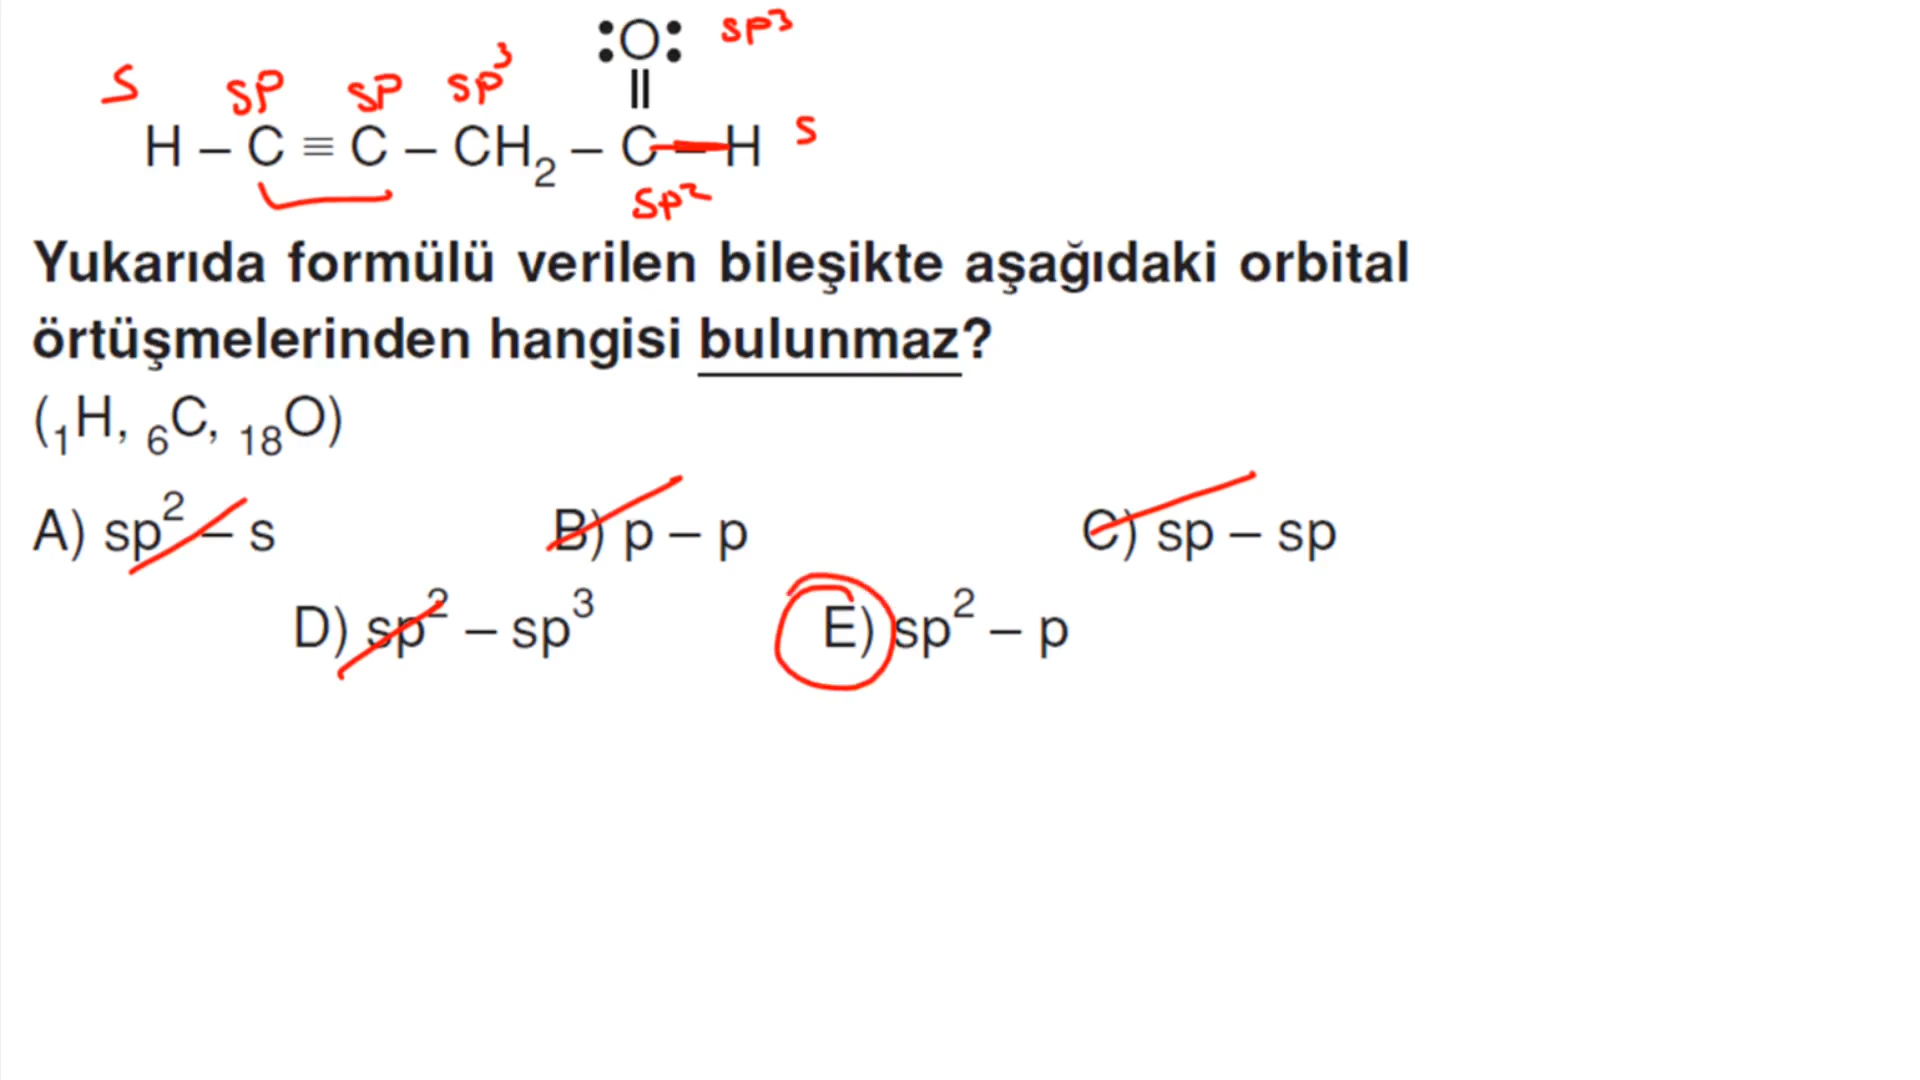 :O: sp³
||
S sp sp sp³
H – C ≡ C – CH₂ – C – H s
sp²
Yukarıda formülü verilen bileşikte aşağıdaki orbital
örtüşmelerinden hangisi bulunmaz?
(₁H, ₆C, ₁₈O)
A) sp² – s B) p – p C) sp – sp
D) sp² – sp³ E) sp² – p